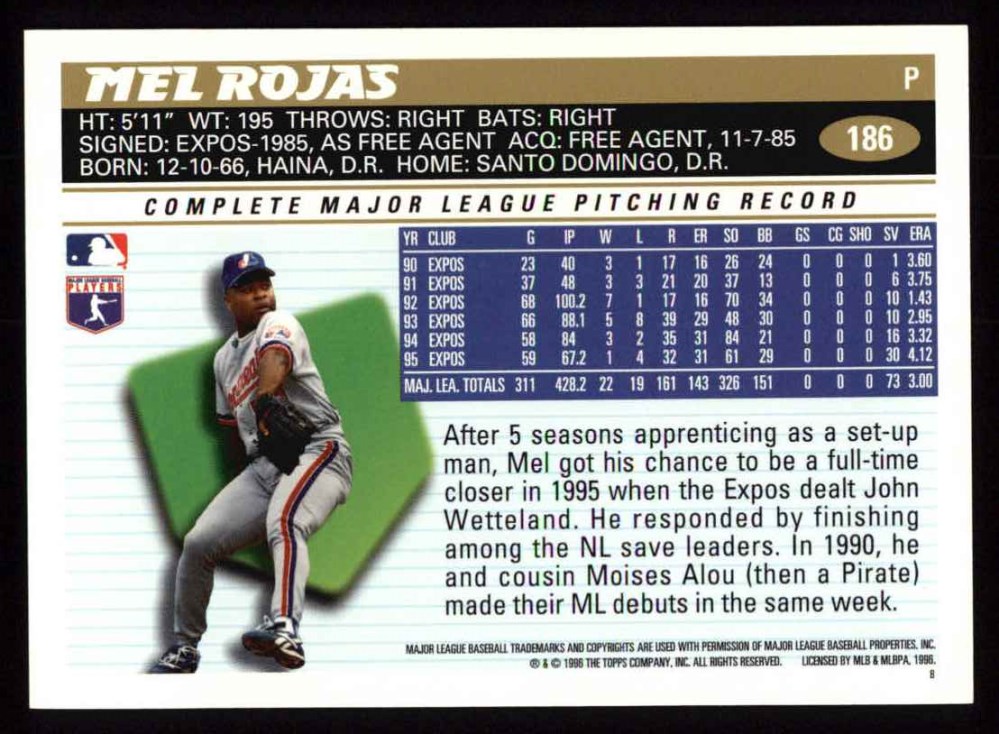 MEL ROJAS
P
HT: 5'11" WT: 195 THROWS: RIGHT BATS: RIGHT
SIGNED: EXPOS-1985, AS FREE AGENT ACQ: FREE AGENT, 11-7-85
BORN: 12-10-66, HAINA, D.R. HOME: SANTO DOMINGO, D.R.
186
COMPLETE MAJOR LEAGUE PITCHING RECORD
YR CLUB G IP W L R ER SO BB GS CG SHO SV ERA
90 EXPOS 23 40 3 1 17 16 26 24 0 0 0 1 3.60
91 EXPOS 37 48 3 3 21 20 37 13 0 0 0 6 3.75
92 EXPOS 68 100.2 7 1 17 16 70 34 0 0 0 10 1.43
93 EXPOS 66 88.1 5 8 39 29 48 30 0 0 0 10 2.95
94 EXPOS 58 84 3 2 35 31 84 21 0 0 0 16 3.32
95 EXPOS 59 67.2 1 4 32 31 61 29 0 0 0 30 4.12
MAJ. LEA. TOTALS 311 428.2 22 19 161 143 326 151 0 0 0 73 3.00
PLAYERS
After 5 seasons apprenticing as a set-up
man, Mel got his chance to be a full-time
closer in 1995 when the Expos dealt John
Wetteland. He responded by finishing
among the NL save leaders. In 1990, he
and cousin Moises Alou (then a Pirate)
made their ML debuts in the same week.
MAJOR LEAGUE BASEBALL TRADEMARKS AND COPYRIGHTS ARE USED WITH PERMISSION OF MAJOR LEAGUE BASEBALL PROPERTIES, INC.
® & © 1996 THE TOPPS COMPANY, INC. ALL RIGHTS RESERVED. LICENSED BY MLB & MLBPA, 1996.